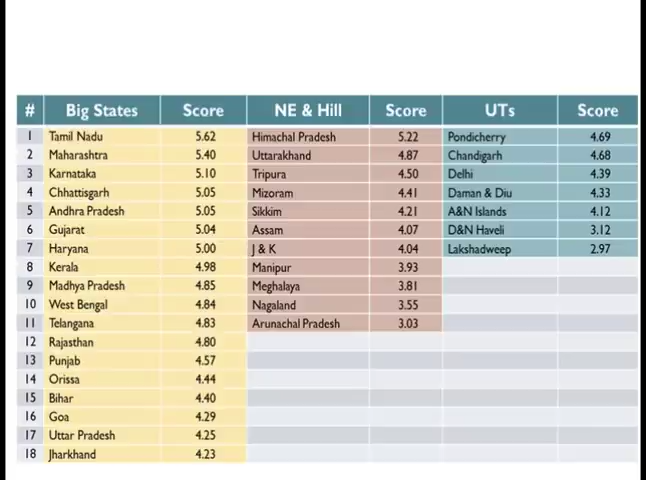 # Big States Score NE & Hill Score UTs Score
1 Tamil Nadu 5.62 Himachal Pradesh 5.22 Pondicherry 4.69
2 Maharashtra 5.40 Uttarakhand 4.87 Chandigarh 4.68
3 Karnataka 5.10 Tripura 4.50 Delhi 4.39
4 Chhattisgarh 5.05 Mizoram 4.41 Daman & Diu 4.33
5 Andhra Pradesh 5.05 Sikkim 4.21 A&N Islands 4.12
6 Gujarat 5.04 Assam 4.07 D&N Haveli 3.12
7 Haryana 5.00 J & K 4.04 Lakshadweep 2.97
8 Kerala 4.98 Manipur 3.93
9 Madhya Pradesh 4.85 Meghalaya 3.81
10 West Bengal 4.84 Nagaland 3.55
11 Telangana 4.83 Arunachal Pradesh 3.03
12 Rajasthan 4.80
13 Punjab 4.57
14 Orissa 4.44
15 Bihar 4.40
16 Goa 4.29
17 Uttar Pradesh 4.25
18 Jharkhand 4.23